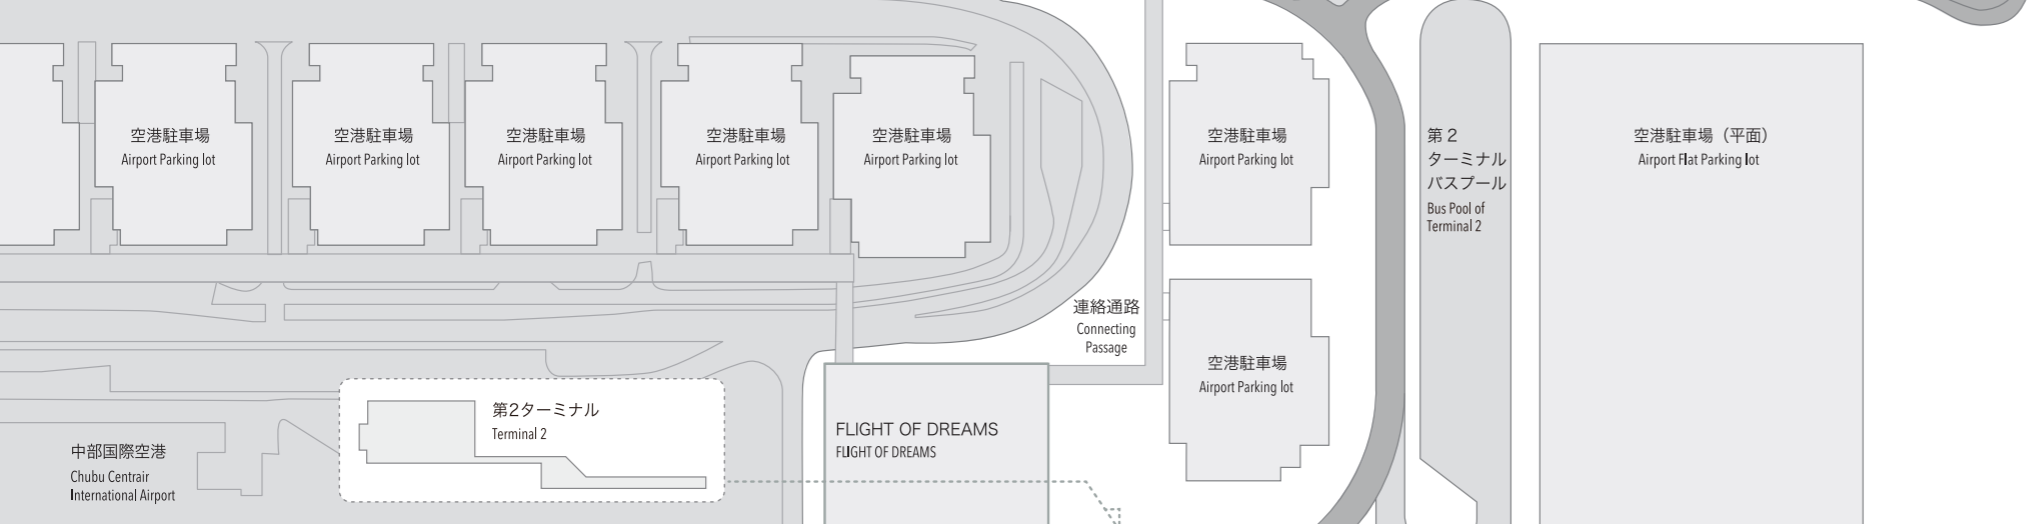 空港駐車場
Airport Parking lot
空港駐車場
Airport Parking lot
空港駐車場
Airport Parking lot
空港駐車場
Airport Parking lot
空港駐車場
Airport Parking lot
空港駐車場
Airport Parking lot
第2
ターミナル
バスプール
Bus Pool of
Terminal 2
空港駐車場（平面）
Airport Flat Parking lot
連絡通路
Connecting
Passage
空港駐車場
Airport Parking lot
第2ターミナル
Terminal 2
FLIGHT OF DREAMS
FLIGHT OF DREAMS
中部国際空港
Chubu Centrair
International Airport